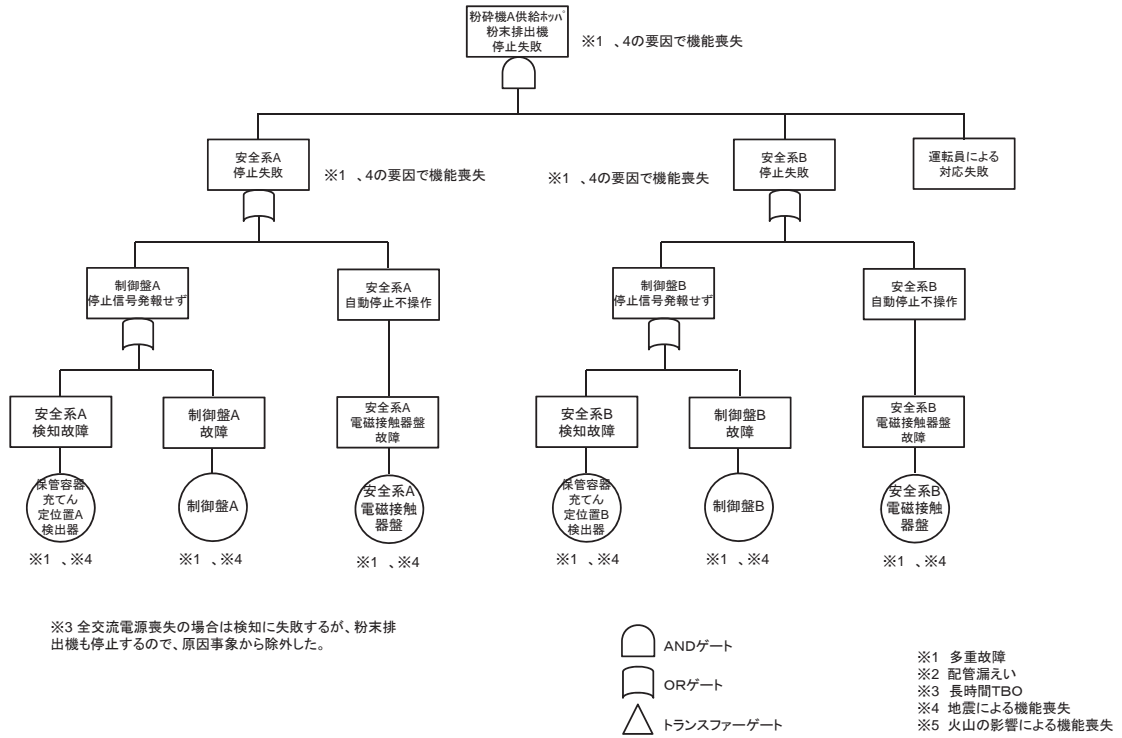 粉砕機A供給ホッパ
粉末排出機
停止失敗
※1 、4の要因で機能喪失
安全系A
停止失敗
※1 、4の要因で機能喪失
※1 、4の要因で機能喪失
安全系B
停止失敗
運転員による
対応失敗
制御盤A
停止信号発報せず
安全系A
自動停止不操作
制御盤B
停止信号発報せず
安全系B
自動停止不操作
安全系A
検知故障
制御盤A
故障
安全系A
電磁接触器盤
故障
安全系B
検知故障
制御盤B
故障
安全系B
電磁接触器盤
故障
保管容器
充てん
定位置A
検出器
制御盤A
安全系A
電磁接触
器盤
保管容器
充てん
定位置B
検出器
制御盤B
安全系B
電磁接触
器盤
※1 、※4
※1 、※4
※1 、※4
※1 、※4
※1 、※4
※1 、※4
※3 全交流電源喪失の場合は検知に失敗するが、粉末排
出機も停止するので、原因事象から除外した。
ANDゲート
ORゲート
トランスファーゲート
※1 多重故障
※2 配管漏えい
※3 長時間TBO
※4 地震による機能喪失
※5 火山の影響による機能喪失